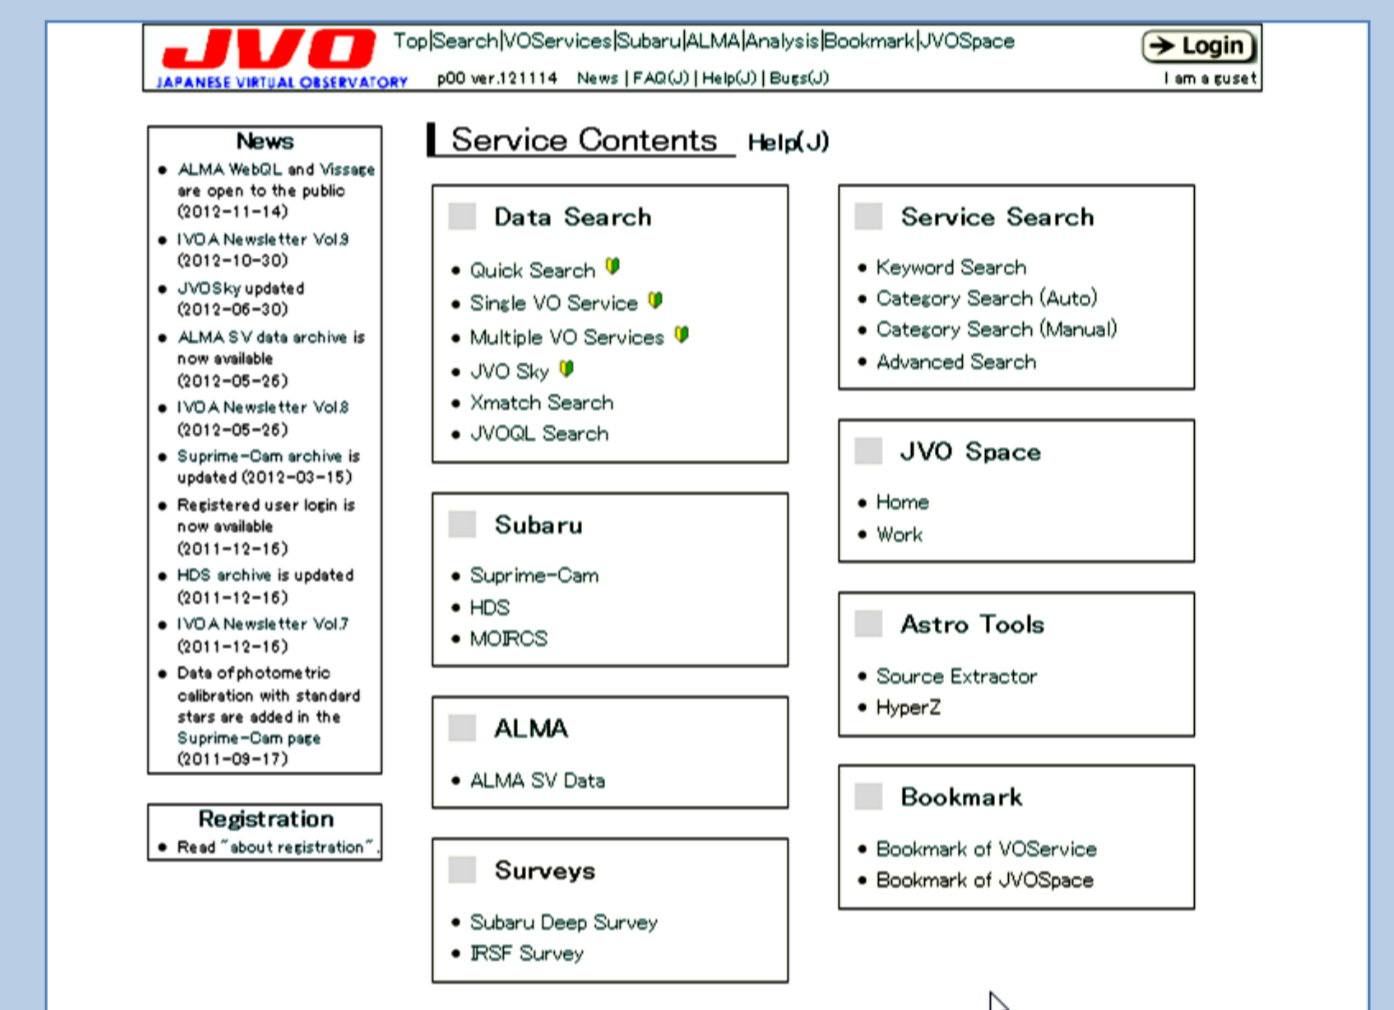 JVO
JAPANESE VIRTUAL OBSERVATORY
Top|Search|VOServices|Subaru|ALMA|Analysis|Bookmark|JVOSpace
p00 ver.121114 News | FAQ(J) | Help(J) | Bugs(J)
→ Login
I am a guset
News
• ALMA WebQL and Vissage
are open to the public
(2012-11-14)
• IVOA Newsletter Vol.9
(2012-10-30)
• JVOSky updated
(2012-06-30)
• ALMA SV data archive is
now available
(2012-05-26)
• IVOA Newsletter Vol.8
(2012-05-26)
• Suprime-Cam archive is
updated (2012-03-15)
• Registered user login is
now available
(2011-12-16)
• HDS archive is updated
(2011-12-16)
• IVOA Newsletter Vol.7
(2011-12-16)
• Data of photometric
calibration with standard
stars are added in the
Suprime-Cam page
(2011-09-17)
Registration
• Read "about registration".
Service Contents Help(J)
Data Search
• Quick Search
• Single VO Service
• Multiple VO Services
• JVO Sky
• Xmatch Search
• JVOQL Search
Subaru
• Suprime-Cam
• HDS
• MOIRCS
ALMA
• ALMA SV Data
Surveys
• Subaru Deep Survey
• IRSF Survey
Service Search
• Keyword Search
• Category Search (Auto)
• Category Search (Manual)
• Advanced Search
JVO Space
• Home
• Work
Astro Tools
• Source Extractor
• HyperZ
Bookmark
• Bookmark of VOService
• Bookmark of JVOSpace